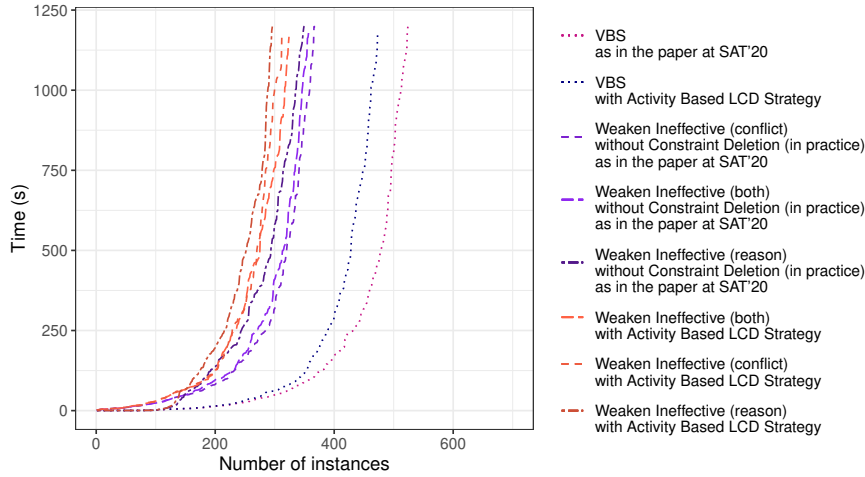 1250
1000
750
500
250
0
Time (s)
0
200
400
600
Number of instances
VBS
as in the paper at SAT'20
VBS
with Activity Based LCD Strategy
Weaken Ineffective (conflict)
without Constraint Deletion (in practice)
as in the paper at SAT'20
Weaken Ineffective (both)
without Constraint Deletion (in practice)
as in the paper at SAT'20
Weaken Ineffective (reason)
without Constraint Deletion (in practice)
as in the paper at SAT'20
Weaken Ineffective (both)
with Activity Based LCD Strategy
Weaken Ineffective (conflict)
with Activity Based LCD Strategy
Weaken Ineffective (reason)
with Activity Based LCD Strategy